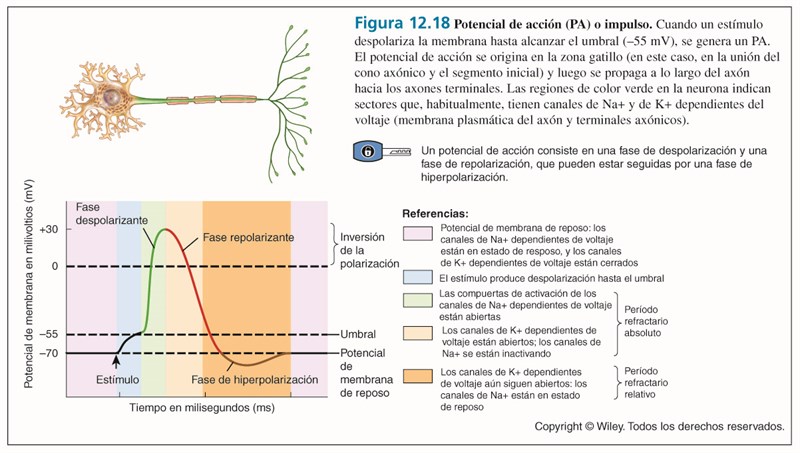 Figura 12.18 Potencial de acción (PA) o impulso. Cuando un estímulo
despolariza la membrana hasta alcanzar el umbral (–55 mV), se genera un PA.
El potencial de acción se origina en la zona gatillo (en este caso, en la unión del
cono axónico y el segmento inicial) y luego se propaga a lo largo del axón
hacia los axones terminales. Las regiones de color verde en la neurona indican
sectores que, habitualmente, tienen canales de Na+ y de K+ dependientes del
voltaje (membrana plasmática del axón y terminales axónicos).
Un potencial de acción consiste en una fase de despolarización y una
fase de repolarización, que pueden estar seguidas por una fase de
hiperpolarización.
Potencial de membrana en milivoltios (mV)
+30
0
–55
–70
Fase
despolarizante
Fase repolarizante
Inversión
de la
polarización
Umbral
Potencial
de
membrana
de reposo
Estímulo
Fase de hiperpolarización
Tiempo en milisegundos (ms)
Referencias:
Potencial de membrana de reposo: los
canales de Na+ dependientes de voltaje
están en estado de reposo, y los canales
de K+ dependientes de voltaje están cerrados
El estímulo produce despolarización hasta el umbral
Las compuertas de activación de los
canales de Na+ dependientes de voltaje
están abiertas
Los canales de K+ dependientes de
voltaje están abiertos; los canales de
Na+ se están inactivando
Período
refractario
absoluto
Los canales de K+ dependientes
de voltaje aún siguen abiertos: los
canales de Na+ están en estado
de reposo
Período
refractario
relativo
Copyright © Wiley. Todos los derechos reservados.